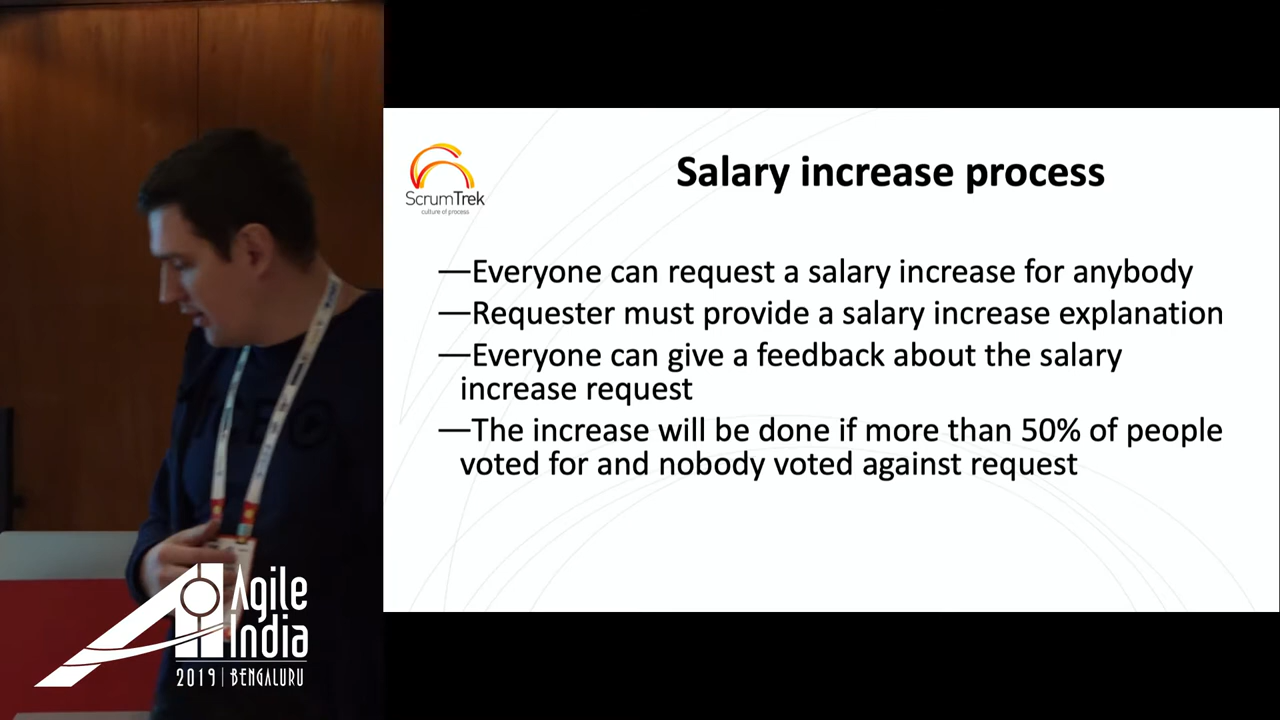 Salary increase process
ScrumTrek
culture of process
—Everyone can request a salary increase for anybody
—Requester must provide a salary increase explanation
—Everyone can give a feedback about the salary
increase request
—The increase will be done if more than 50% of people
voted for and nobody voted against request
Agile
India
2019 | BENGALURU